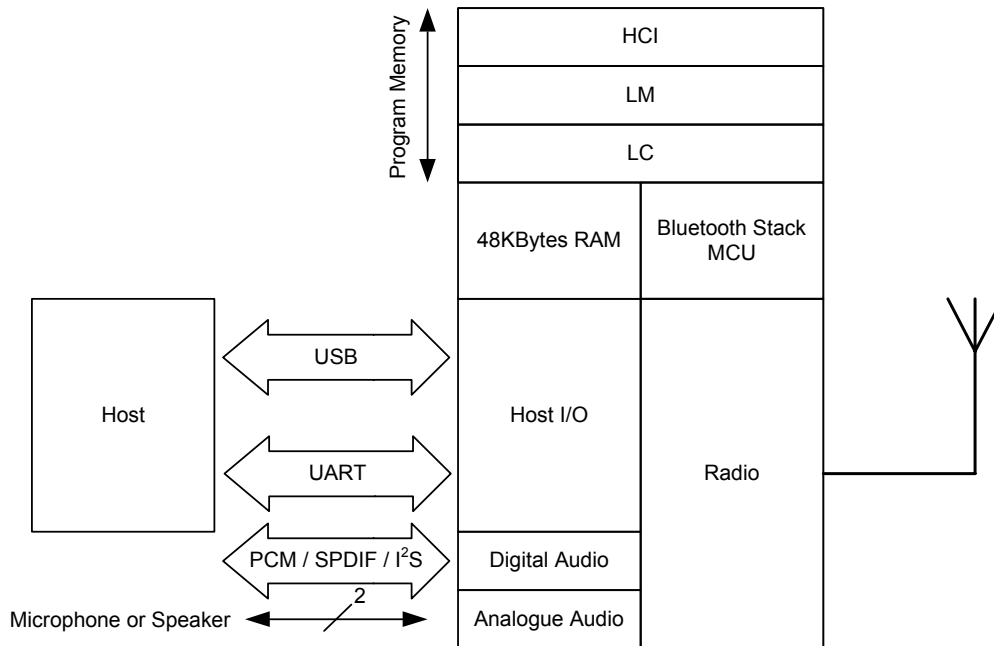 HCI
LM
LC
Program Memory
48KBytes RAM
Bluetooth Stack
MCU
USB
Host
Host I/O
UART
Radio
PCM / SPDIF / I²S
Digital Audio
2
Microphone or Speaker
Analogue Audio